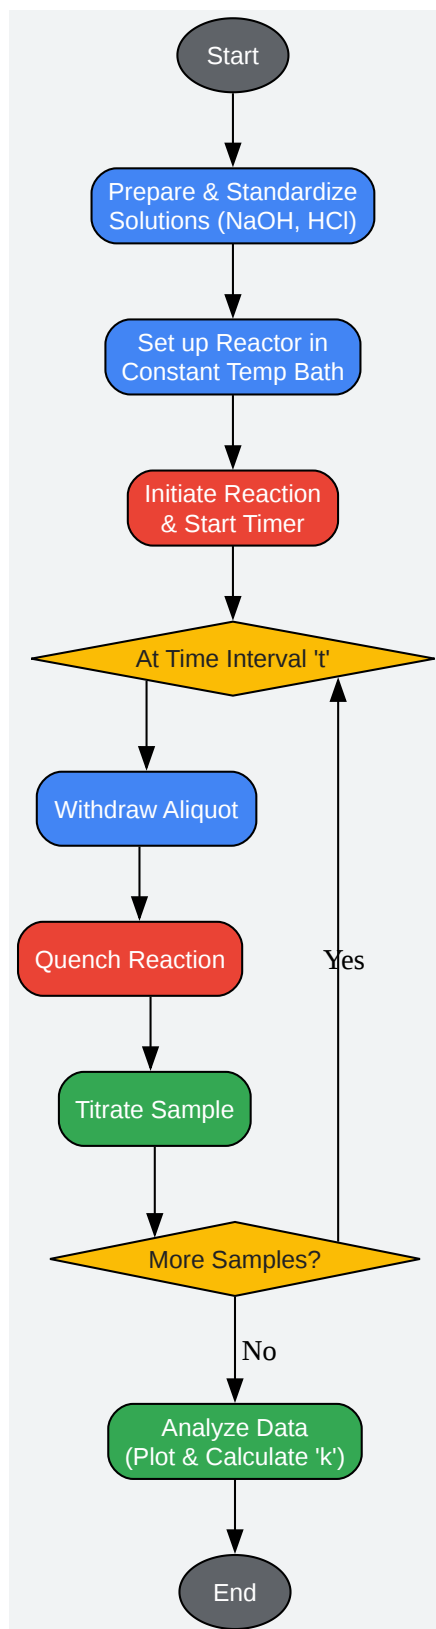 Start
Prepare & Standardize
Solutions (NaOH, HCl)
Set up Reactor in
Constant Temp Bath
Initiate Reaction
& Start Timer
At Time Interval 't'
Withdraw Aliquot
Quench Reaction
Yes
Titrate Sample
More Samples?
No
Analyze Data
(Plot & Calculate 'k')
End